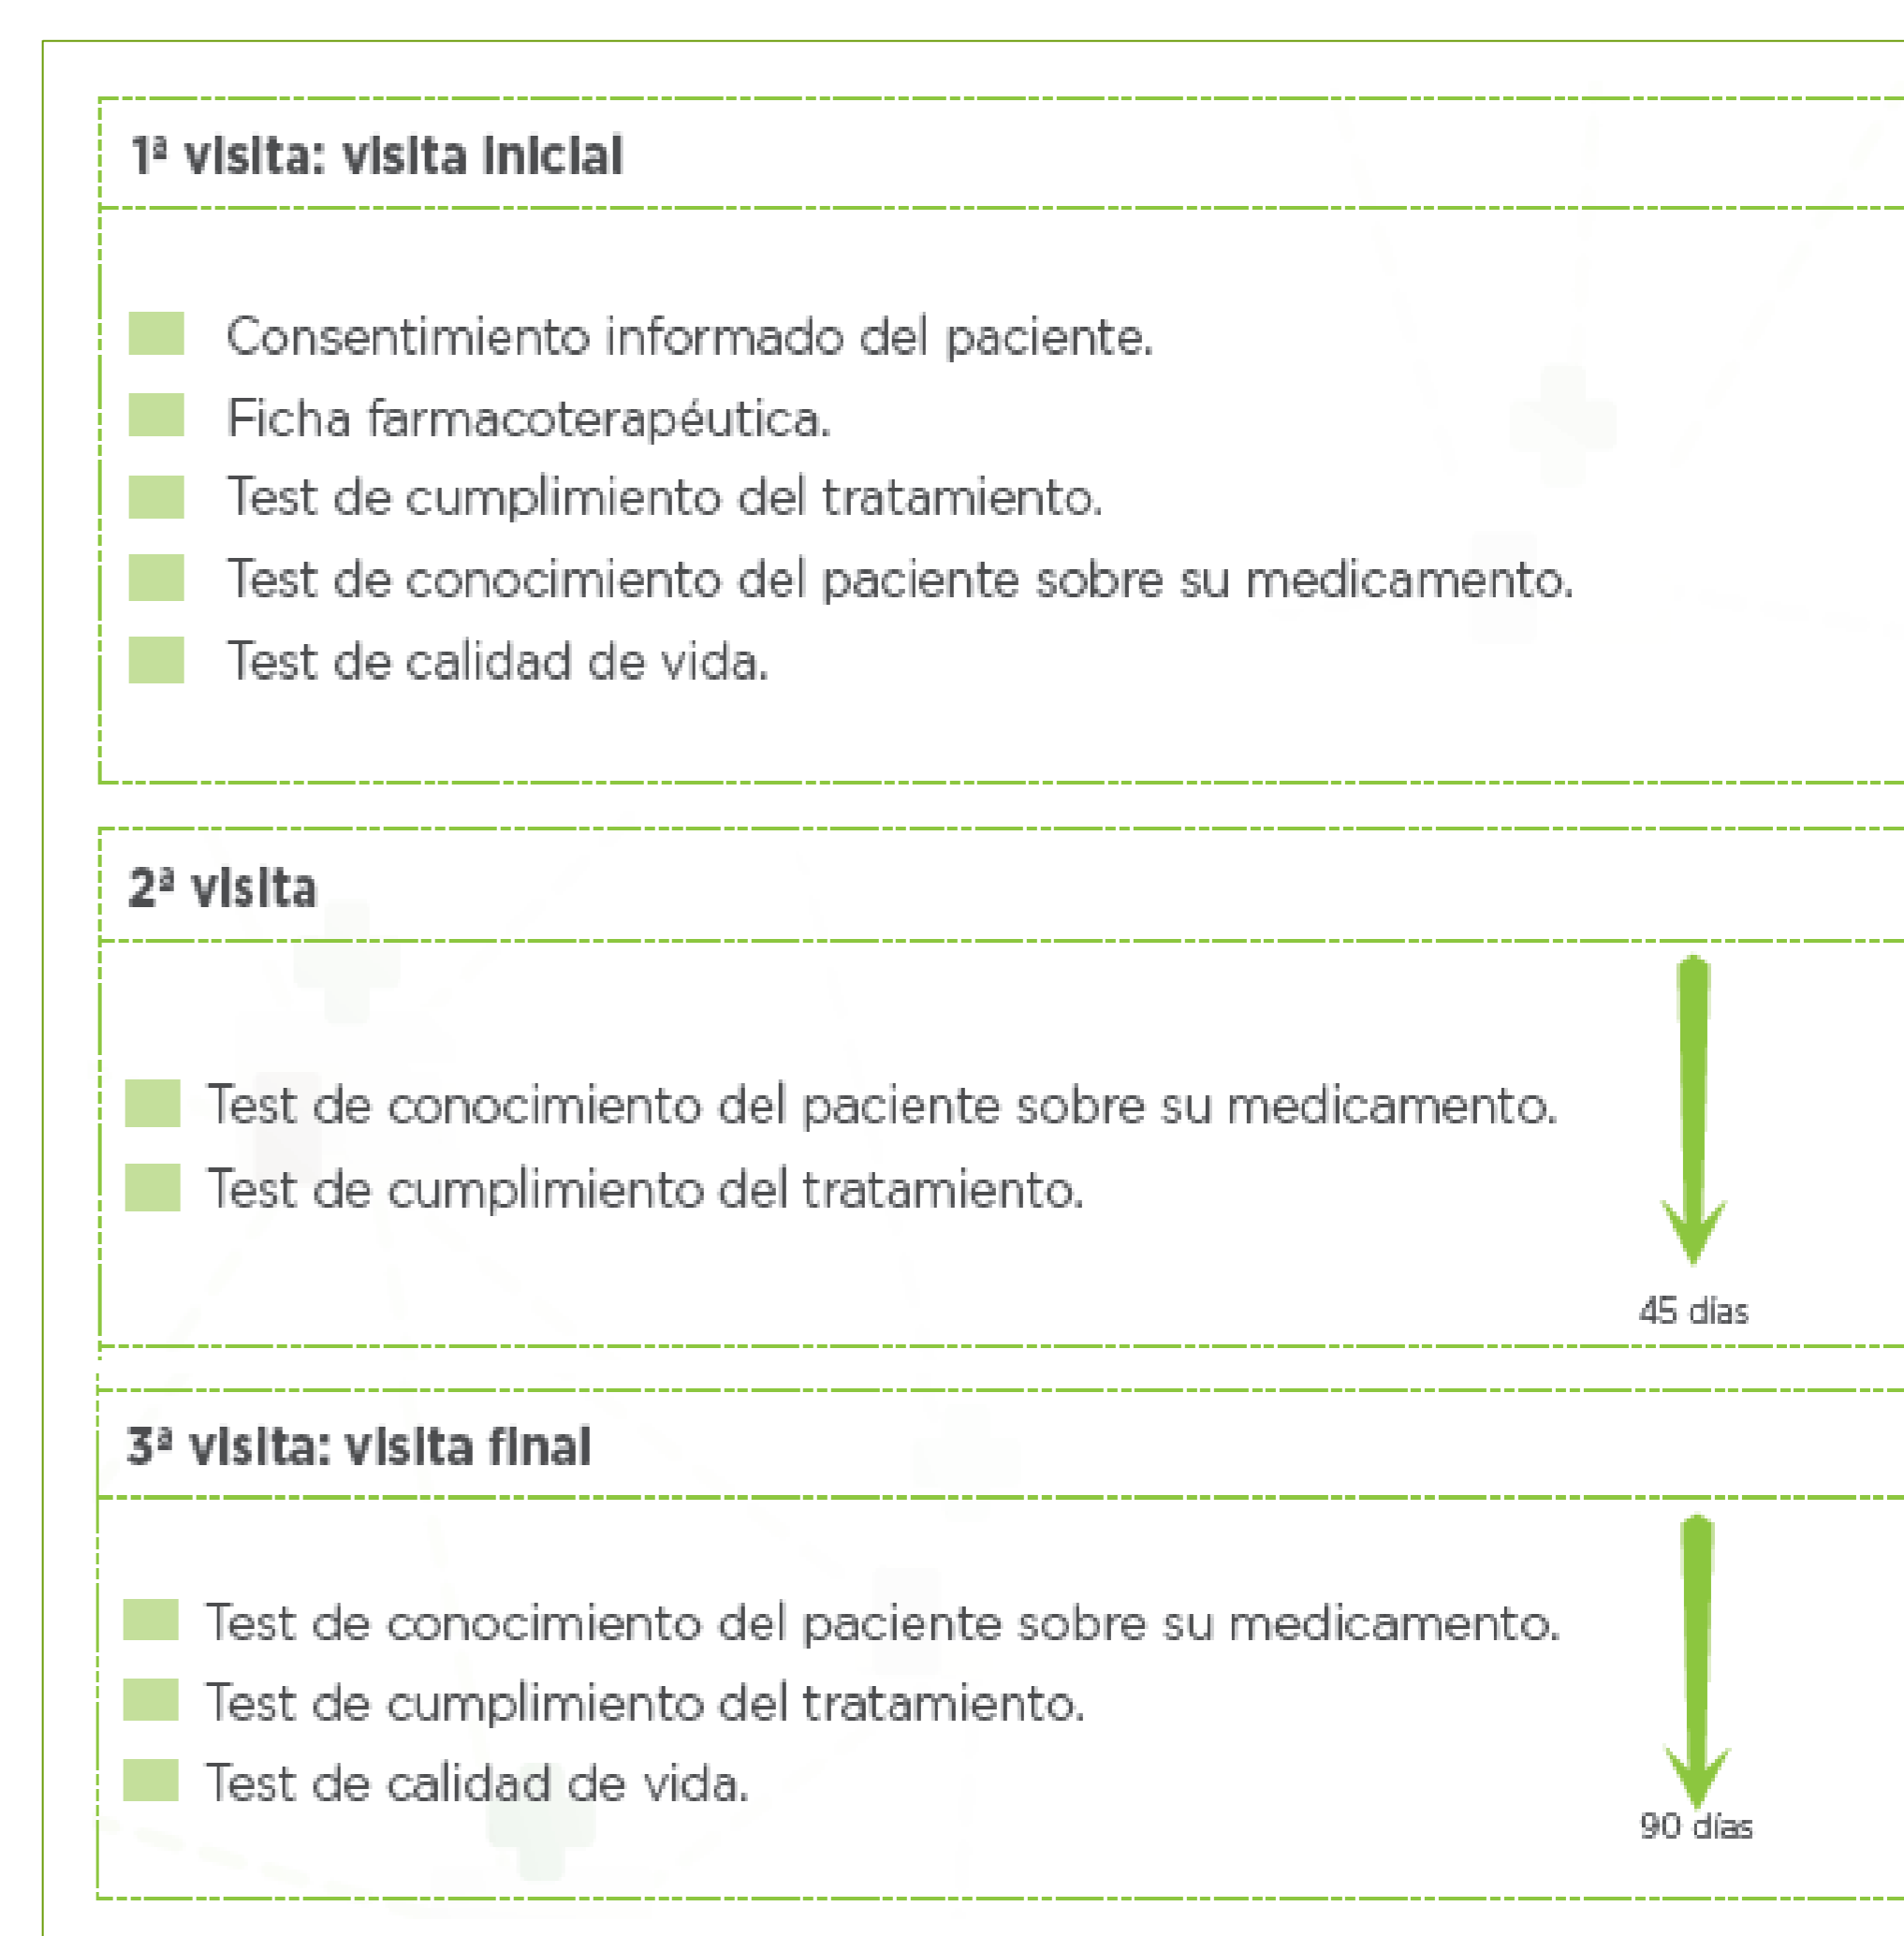 1ª visita: visita inicial
Consentimiento informado del paciente.
Ficha farmacoterapéutica.
Test de cumplimiento del tratamiento.
Test de conocimiento del paciente sobre su medicamento.
Test de calidad de vida.
2ª visita
Test de conocimiento del paciente sobre su medicamento.
Test de cumplimiento del tratamiento.
45 días
3ª visita: visita final
Test de conocimiento del paciente sobre su medicamento.
Test de cumplimiento del tratamiento.
Test de calidad de vida.
90 días